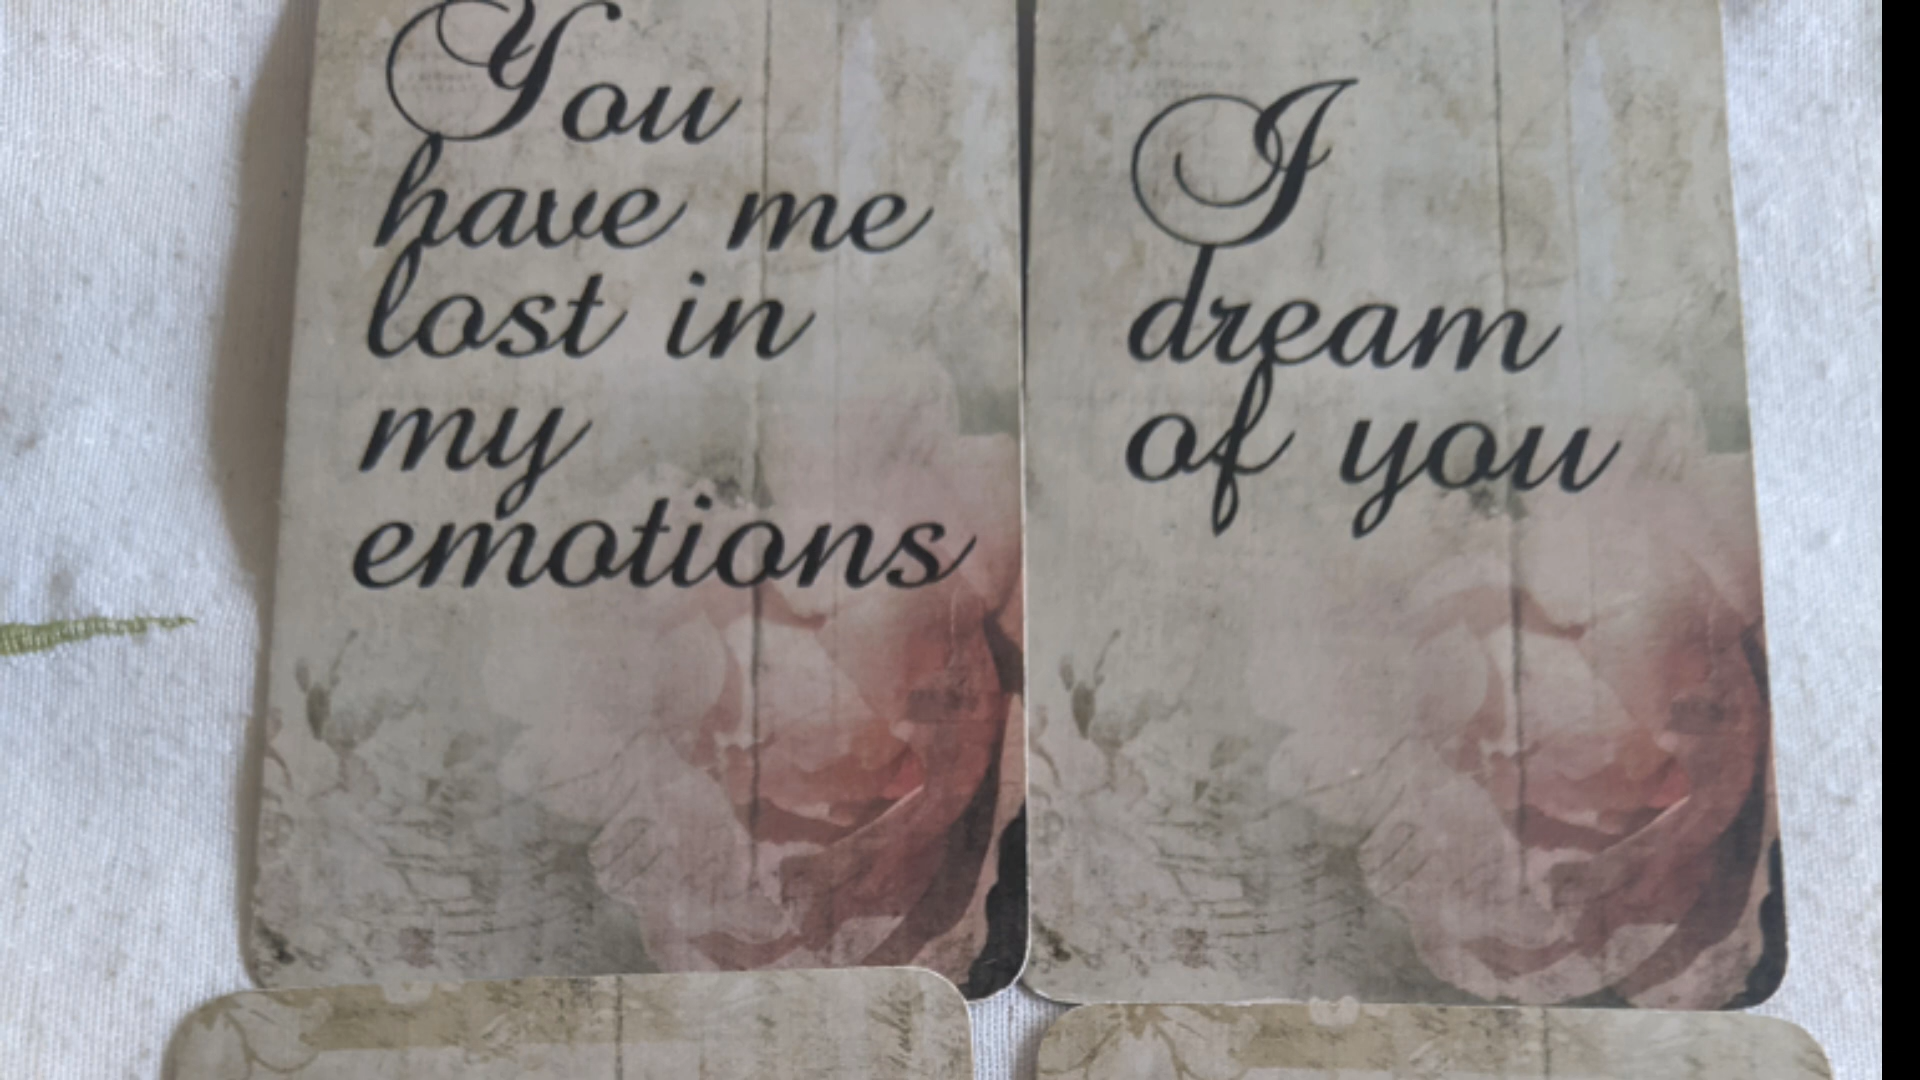 You
have me
lost in
my
emotions
I
dream
of you